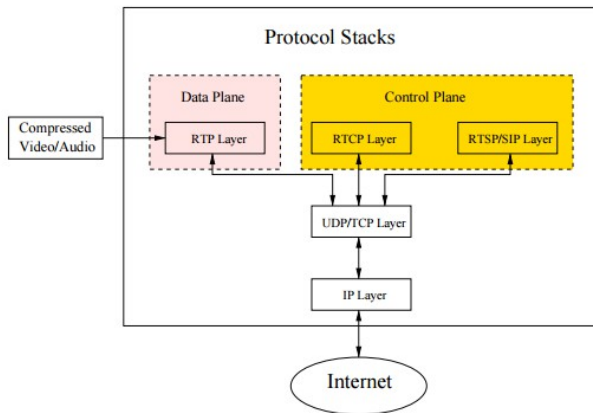 Protocol Stacks
Data Plane
Control Plane
Compressed
Video/Audio
RTP Layer
RTCP Layer
RTSP/SIP Layer
UDP/TCP Layer
IP Layer
Internet